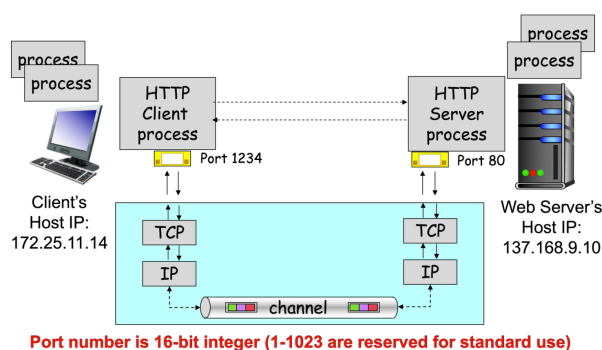 process
process
HTTP
Client
process
Port 1234
Client's
Host IP:
172.25.11.14
process
process
HTTP
Server
process
Port 80
Web Server's
Host IP:
137.168.9.10
TCP
IP
TCP
IP
channel
Port number is 16-bit integer (1-1023 are reserved for standard use)